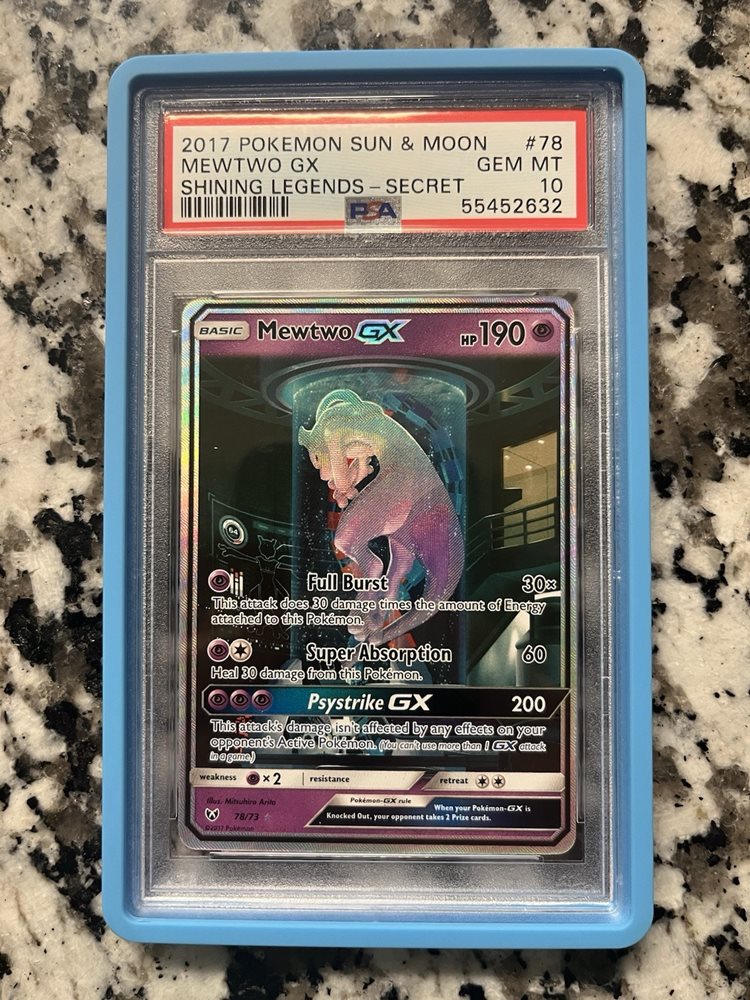 2017 POKEMON SUN & MOON #78
MEWTWO GX GEM MT
SHINING LEGENDS – SECRET 10
PSA 55452632
BASIC Mewtwo GX HP 190
64
Full Burst 30×
This attack does 30 damage times the amount of Energy
attached to this Pokémon.
Super Absorption 60
Heal 30 damage from this Pokémon.
Psystrike GX 200
This attack's damage isn't affected by any effects on your
opponent's Active Pokémon. (You can't use more than 1 GX attack
in a game.)
weakness ×2 resistance retreat
Illus. Mitsuhiro Arita
78/73
©2017 Pokémon
Pokémon-GX rule
When your Pokémon-GX is
Knocked Out, your opponent takes 2 Prize cards.